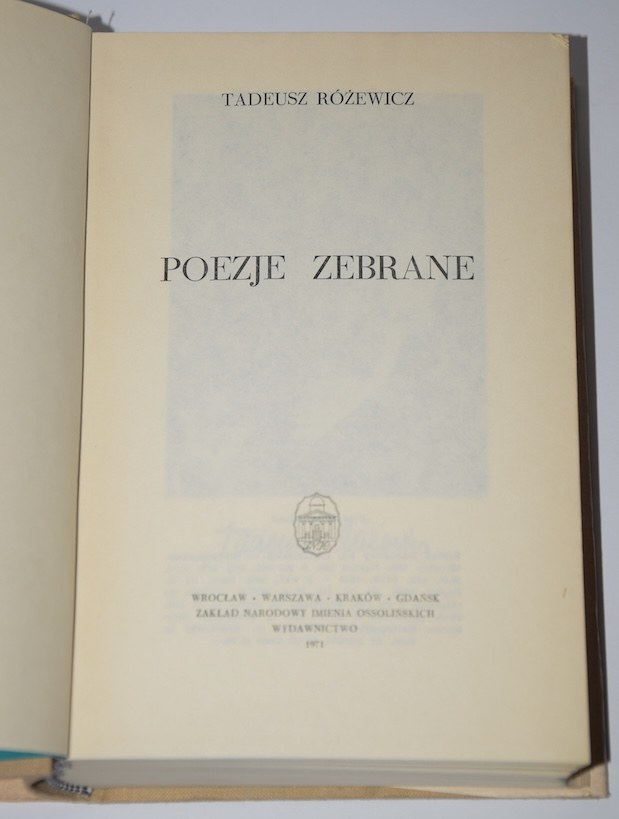 TADEUSZ RÓŻEWICZ
POEZJE ZEBRANE
WROCŁAW · WARSZAWA · KRAKÓW · GDAŃSK
ZAKŁAD NARODOWY IMIENIA OSSOLIŃSKICH
WYDAWNICTWO
1971